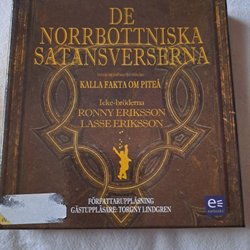 DE
NORRBOTTNISKA
SATANSVERSERNA
KALLA FAKTA OM PITEÅ
Icke-bröderna
RONNY ERIKSSON
LASSE ERIKSSON
FÖRFATTARUPPLÄSNING
GÄSTUPPLÄSARE: TORGNY LINDGREN
e